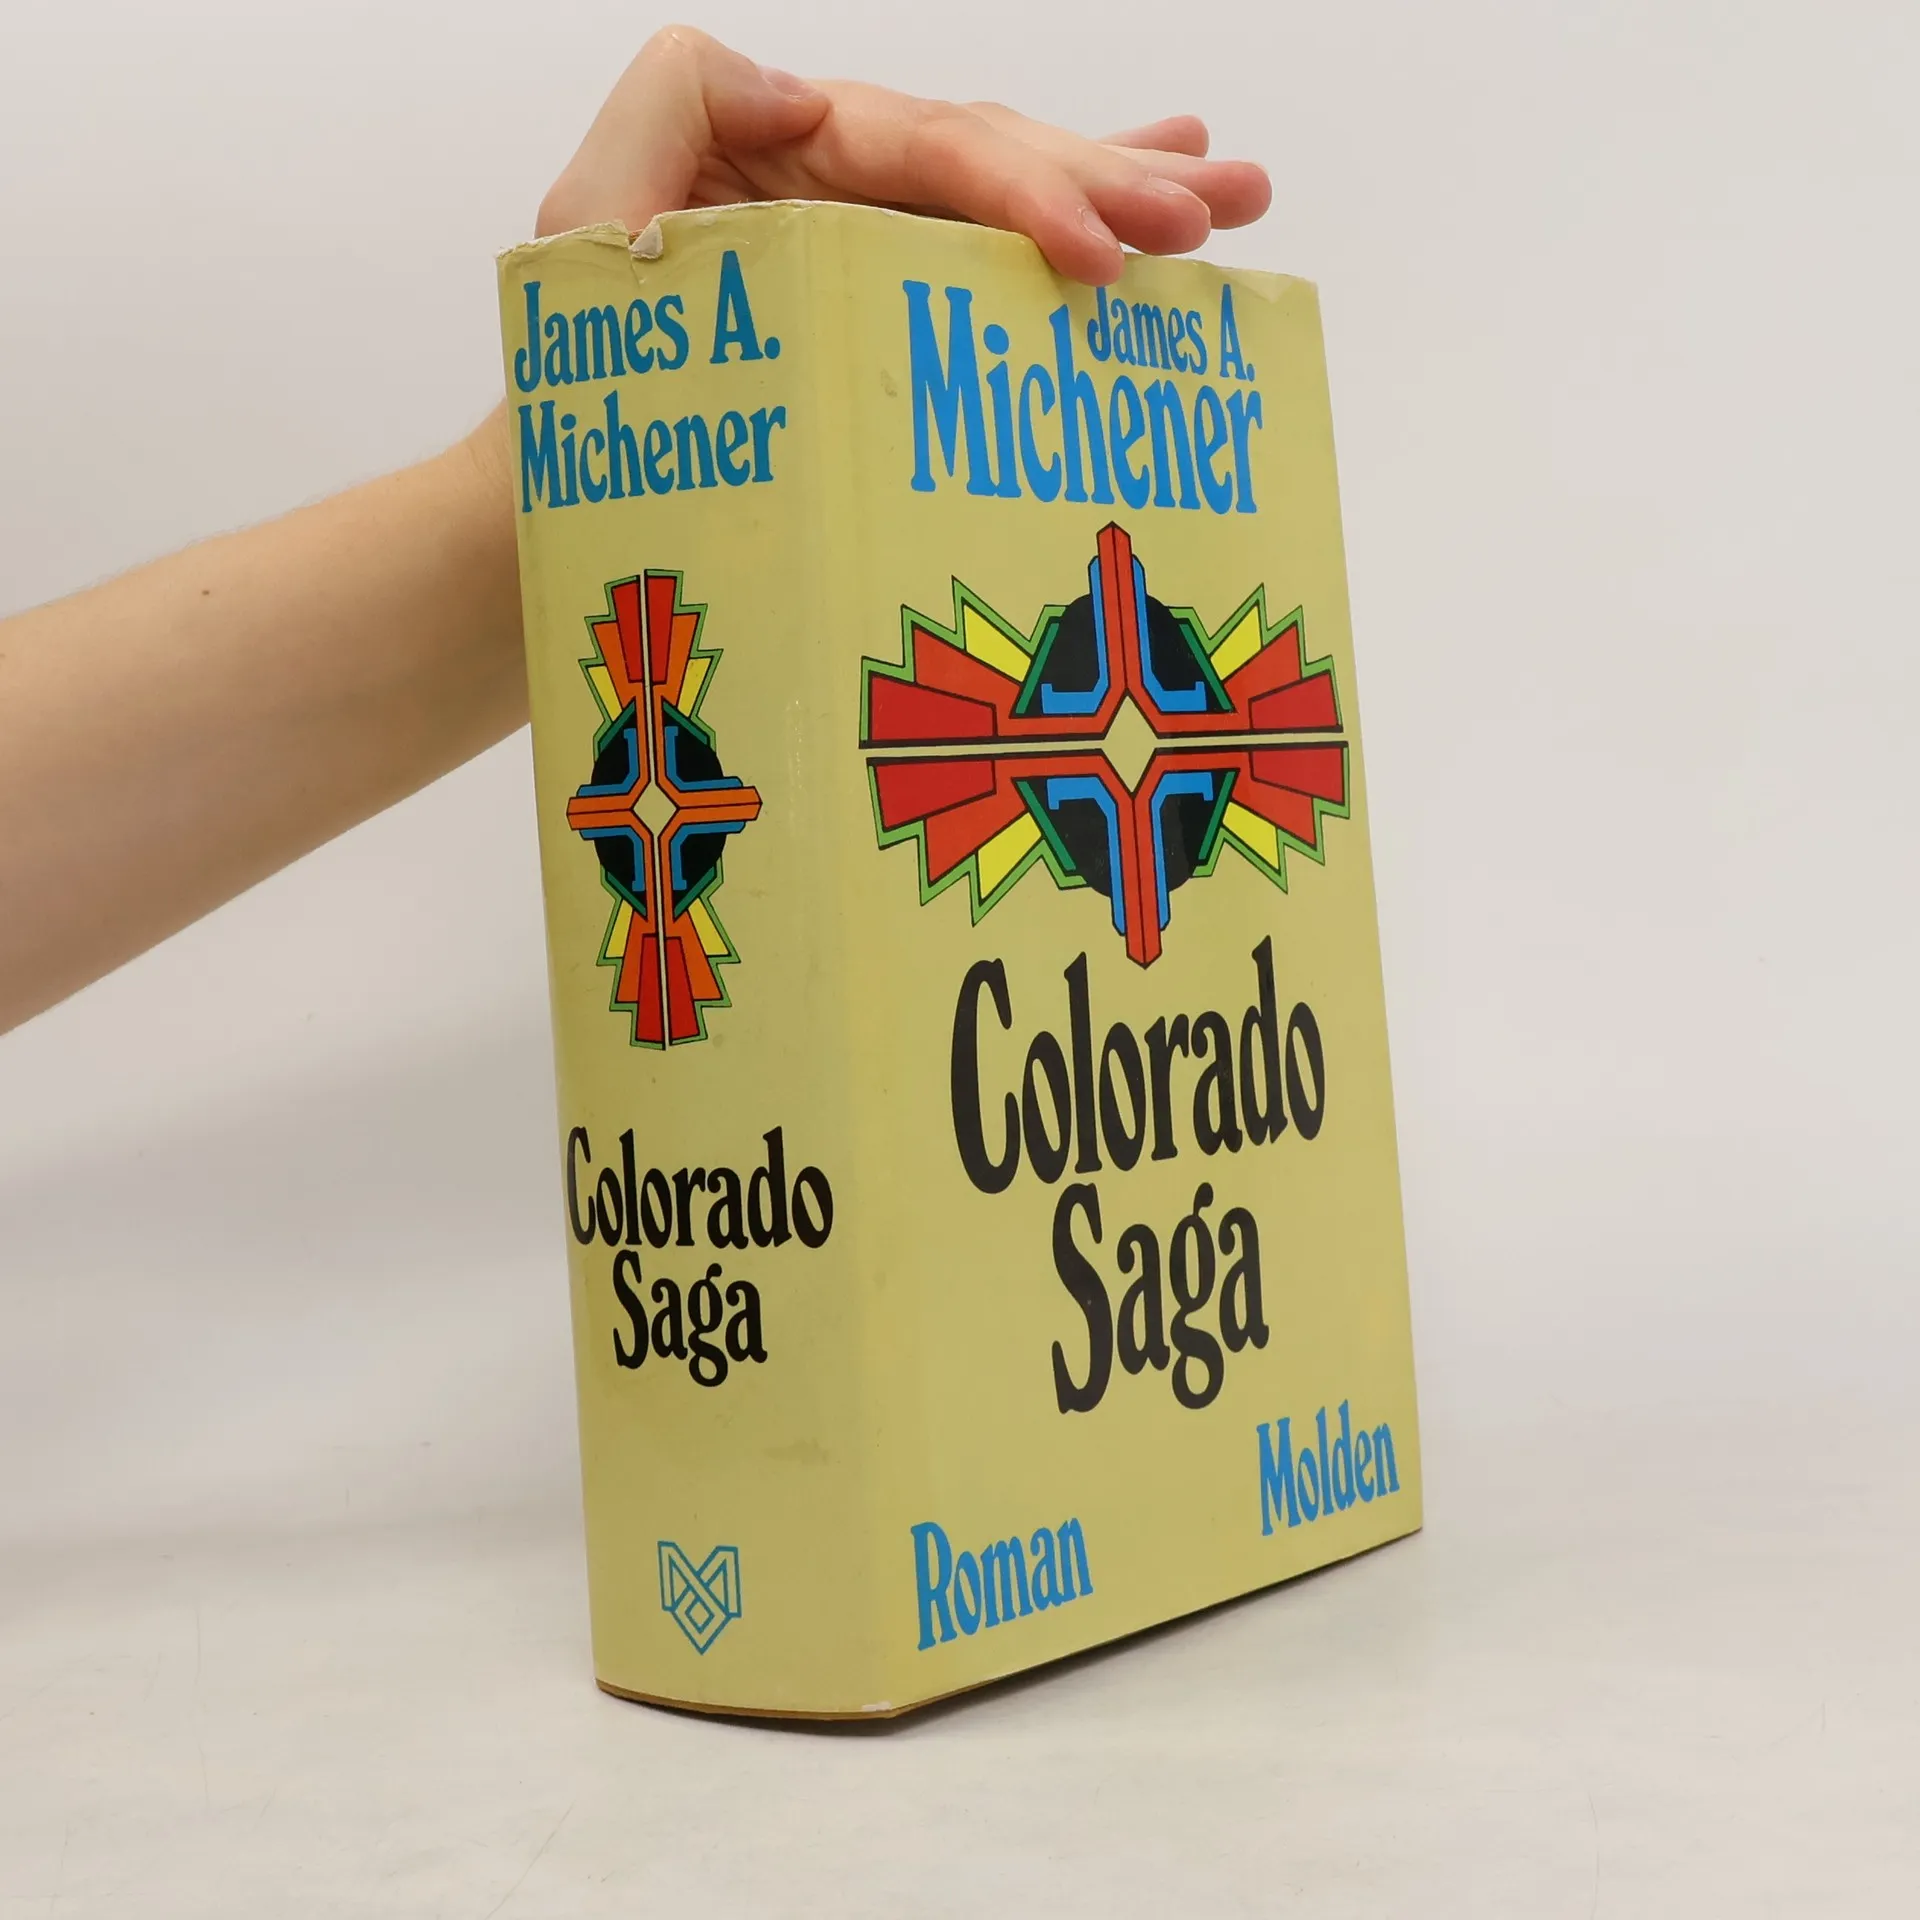 James A.
Michener
Colorado
Saga
James A.
Michener
Colorado
Saga
Roman
Molden